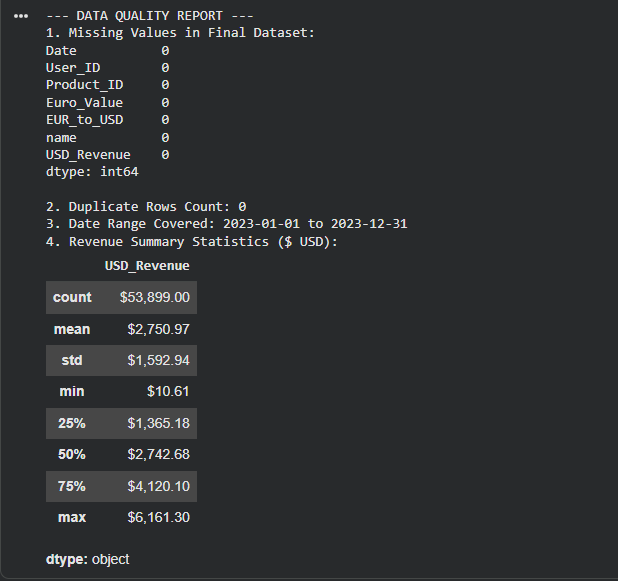 --- DATA QUALITY REPORT ---
1. Missing Values in Final Dataset:
Date 0
User_ID 0
Product_ID 0
Euro_Value 0
EUR_to_USD 0
name 0
USD_Revenue 0
dtype: int64
2. Duplicate Rows Count: 0
3. Date Range Covered: 2023-01-01 to 2023-12-31
4. Revenue Summary Statistics ($ USD):
USD_Revenue
count $53,899.00
mean $2,750.97
std $1,592.94
min $10.61
25% $1,365.18
50% $2,742.68
75% $4,120.10
max $6,161.30
dtype: object